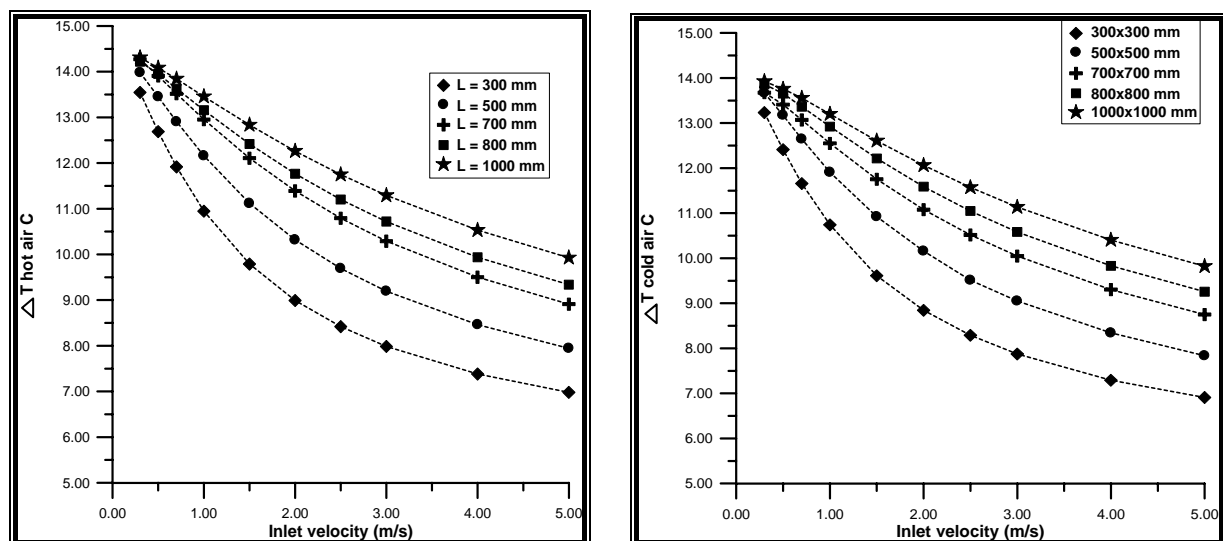 15.00
14.00
13.00
12.00
11.00
10.00
9.00
8.00
7.00
6.00
5.00
△T hot air C
L = 300 mm
L = 500 mm
L = 700 mm
L = 800 mm
L = 1000 mm
0.00 1.00 2.00 3.00 4.00 5.00
Inlet velocity (m/s)
15.00
14.00
13.00
12.00
11.00
10.00
9.00
8.00
7.00
6.00
5.00
△T cold air C
300x300 mm
500x500 mm
700x700 mm
800x800 mm
1000x1000 mm
0.00 1.00 2.00 3.00 4.00 5.00
Inlet velocity (m/s)